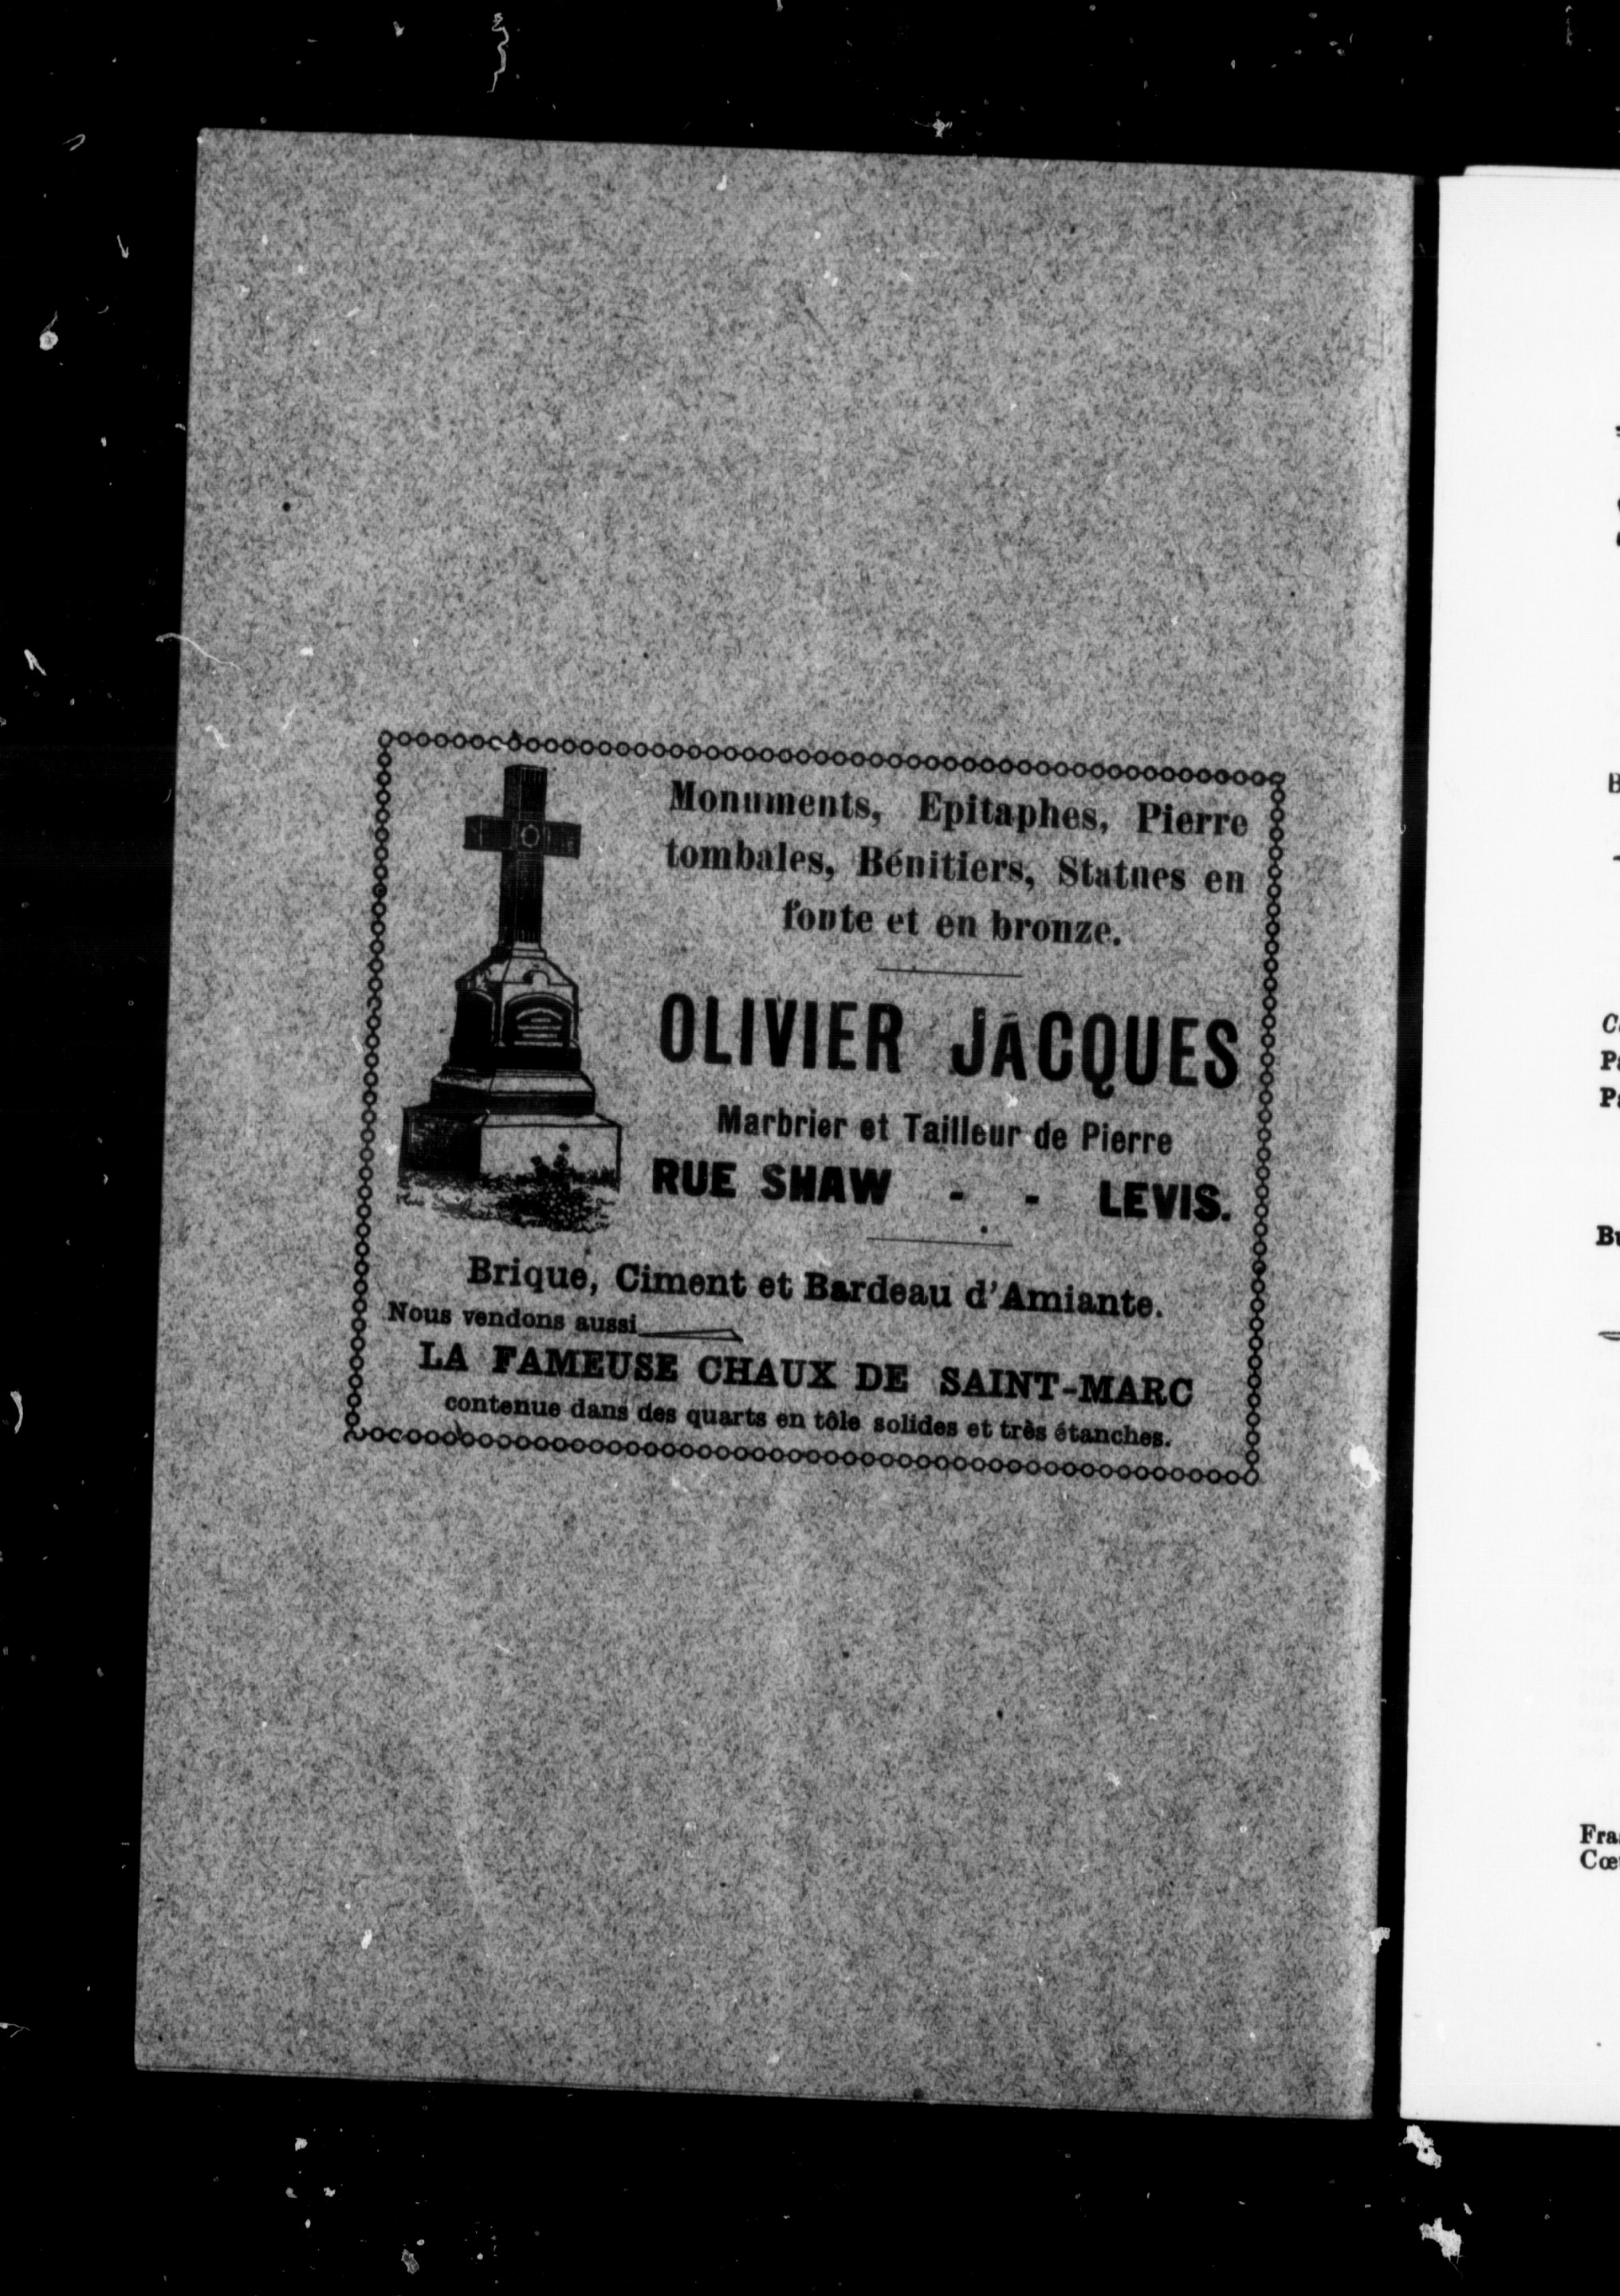 Monuments, Epitaphes, Pierre
tombales, Bénitiers, Statues en
fonte et en bronze.
OLIVIER JACQUES
Marbrier et Tailleur de Pierre
RUE SHAW - - LEVIS.
Brique, Ciment et Bardeau d'Amiante.
Nous vendons aussi
LA FAMEUSE CHAUX DE SAINT-MARC
contenue dans des quarts en tôle solides et très étanches.